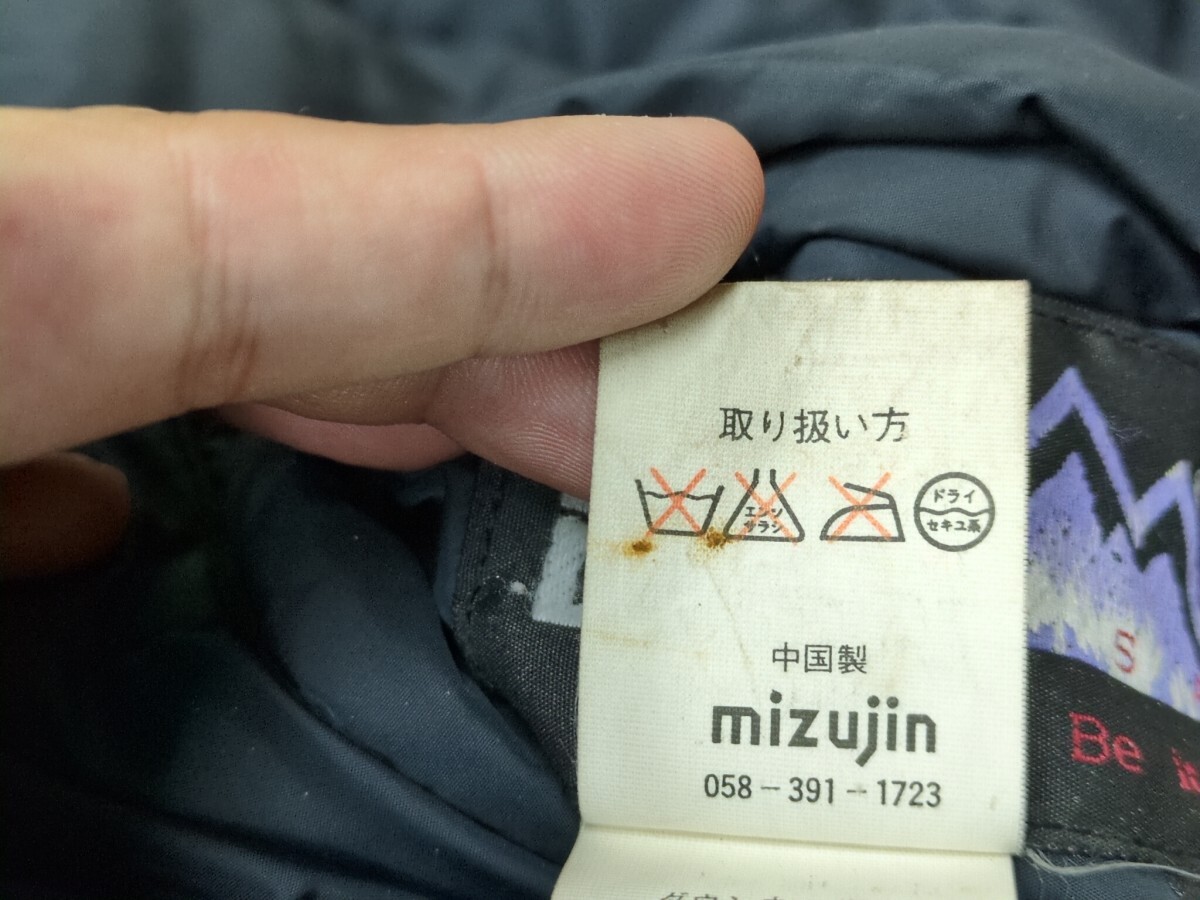 取り扱い方
エンソ
サラシ
ドライ
セキユ系
中国製
mizujin
058-391-1723
S
Be